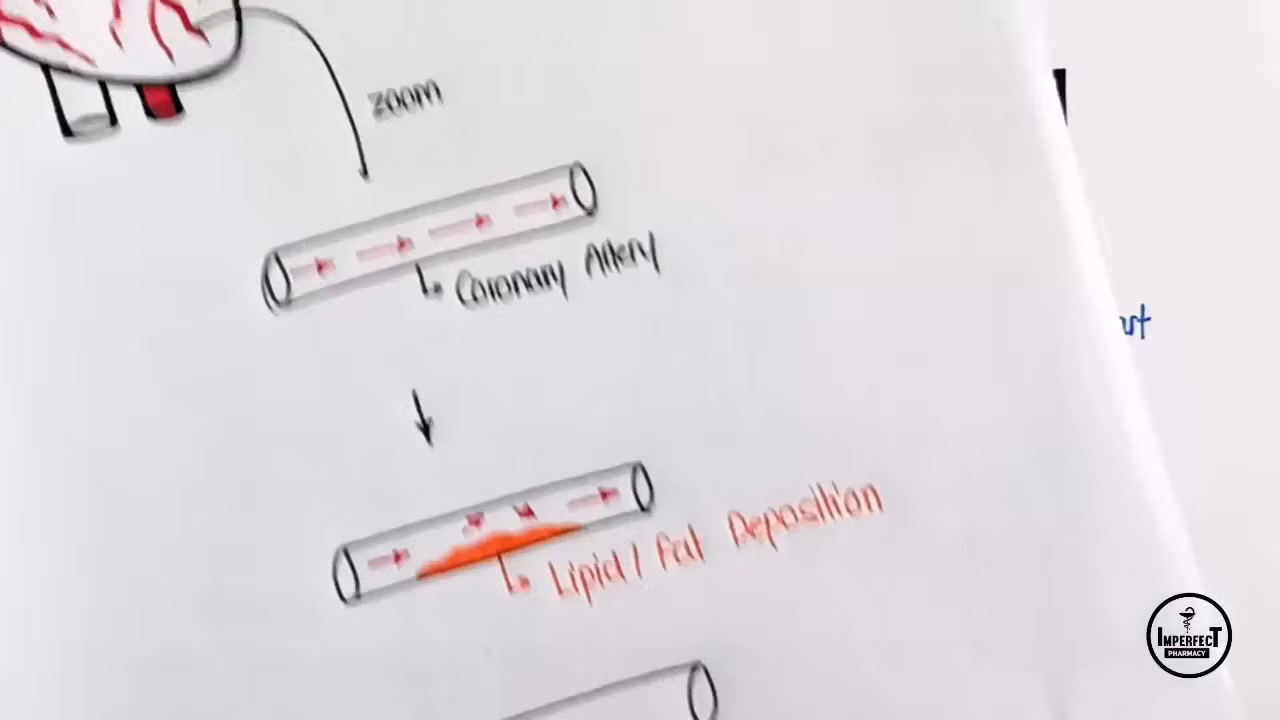 zoom
Coronary Artery
Lipid / Fat Deposition
IMPERFECT
PHARMACY